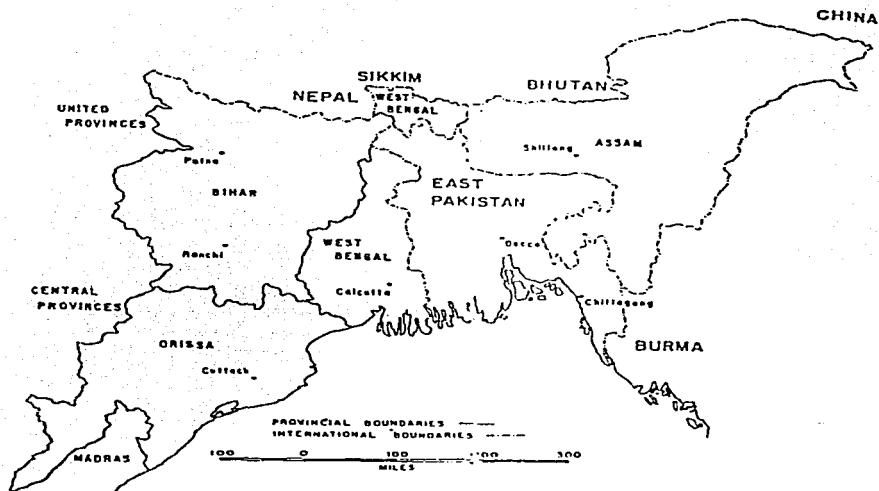 CHINA
SIKKIM
BHUTAN
NEPAL
WEST
BENGAL
UNITED
PROVINCES
Patna
Shillong
ASSAM
BIHAR
EAST
PAKISTAN
Ranchi
WEST
BENGAL
Dacca
CENTRAL
PROVINCES
Calcutta
Chittagong
ORISSA
BURMA
Cuttack
PROVINCIAL BOUNDARIES
INTERNATIONAL BOUNDARIES
MADRAS
100 0 100 200 300
MILES